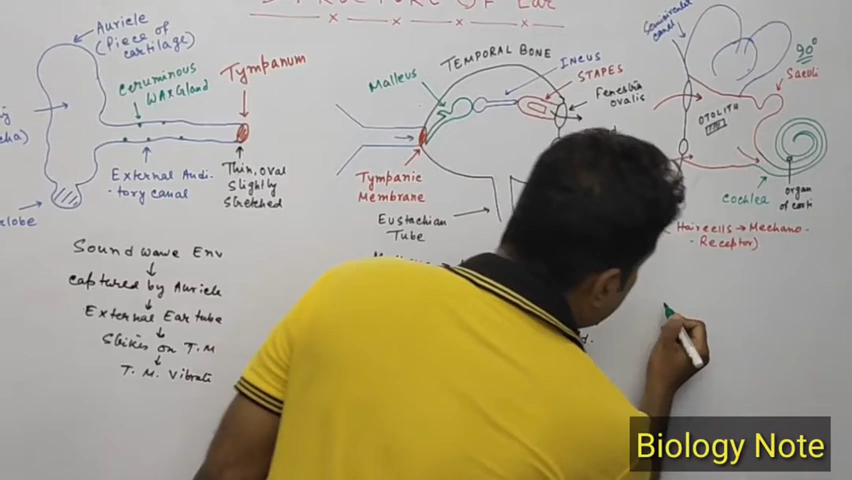 STRUCTURE OF Ear
Auricle
(Piece of
cartilage)
Ceruminous
WAX Gland
Tympanum
External Audi-
-tory canal
Thin, oval
Slightly
Stretched
lobe
Sound wave Env
captured by Auricle
External Ear tube
Strikes on T.M
T.M. Vibrate
TEMPORAL BONE
Malleus
INCUS
STAPES
Fenestra
ovalis
Tympanic
Membrane
Eustachian
Tube
Semicircular
canal
90°
Saculi
OTOLITH
Cochlea
organ
of corti
Hair cells → Mechano-
-Receptor)
Biology Note